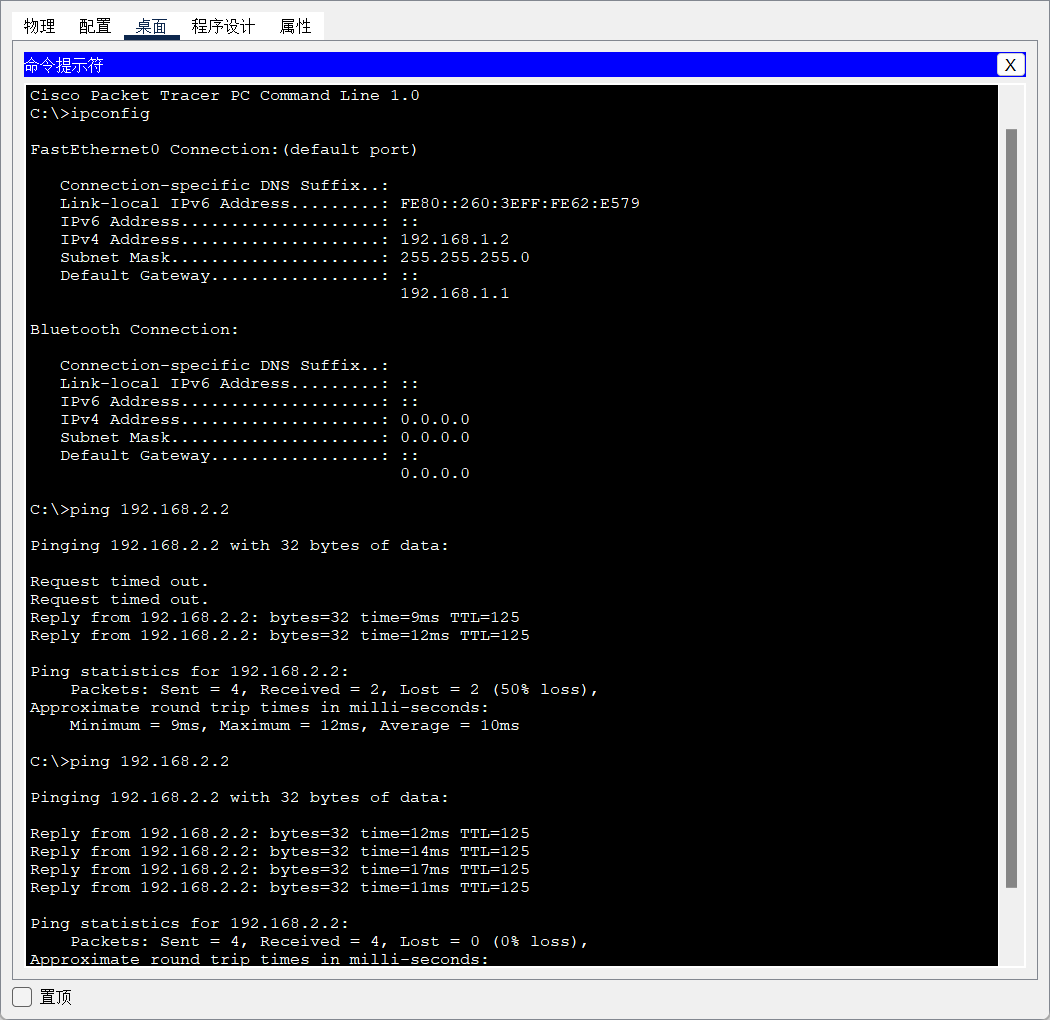 物理 配置 桌面 程序设计 属性
命令提示符 X
Cisco Packet Tracer PC Command Line 1.0
C:\>ipconfig
FastEthernet0 Connection:(default port)
Connection-specific DNS Suffix..:
Link-local IPv6 Address.........: FE80::260:3EFF:FE62:E579
IPv6 Address....................: ::
IPv4 Address....................: 192.168.1.2
Subnet Mask.....................: 255.255.255.0
Default Gateway.................: ::
192.168.1.1
Bluetooth Connection:
Connection-specific DNS Suffix..:
Link-local IPv6 Address.........: ::
IPv6 Address....................: ::
IPv4 Address....................: 0.0.0.0
Subnet Mask.....................: 0.0.0.0
Default Gateway.................: ::
0.0.0.0
C:\>ping 192.168.2.2
Pinging 192.168.2.2 with 32 bytes of data:
Request timed out.
Request timed out.
Reply from 192.168.2.2: bytes=32 time=9ms TTL=125
Reply from 192.168.2.2: bytes=32 time=12ms TTL=125
Ping statistics for 192.168.2.2:
Packets: Sent = 4, Received = 2, Lost = 2 (50% loss),
Approximate round trip times in milli-seconds:
Minimum = 9ms, Maximum = 12ms, Average = 10ms
C:\>ping 192.168.2.2
Pinging 192.168.2.2 with 32 bytes of data:
Reply from 192.168.2.2: bytes=32 time=12ms TTL=125
Reply from 192.168.2.2: bytes=32 time=14ms TTL=125
Reply from 192.168.2.2: bytes=32 time=17ms TTL=125
Reply from 192.168.2.2: bytes=32 time=11ms TTL=125
Ping statistics for 192.168.2.2:
Packets: Sent = 4, Received = 4, Lost = 0 (0% loss),
Approximate round trip times in milli-seconds:
置顶